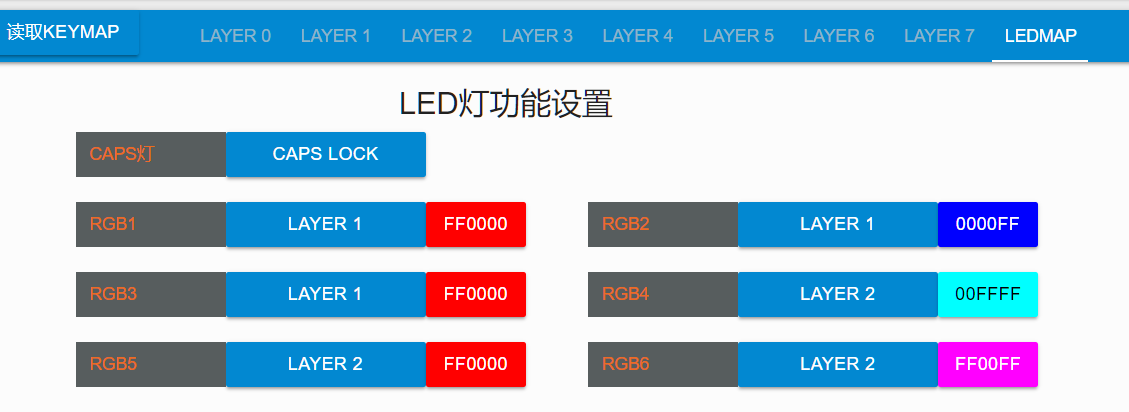 读取KEYMAP LAYER 0 LAYER 1 LAYER 2 LAYER 3 LAYER 4 LAYER 5 LAYER 6 LAYER 7 LEDMAP
LED灯功能设置
CAPS灯 CAPS LOCK
RGB1 LAYER 1 FF0000 RGB2 LAYER 1 0000FF
RGB3 LAYER 1 FF0000 RGB4 LAYER 2 00FFFF
RGB5 LAYER 2 FF0000 RGB6 LAYER 2 FF00FF